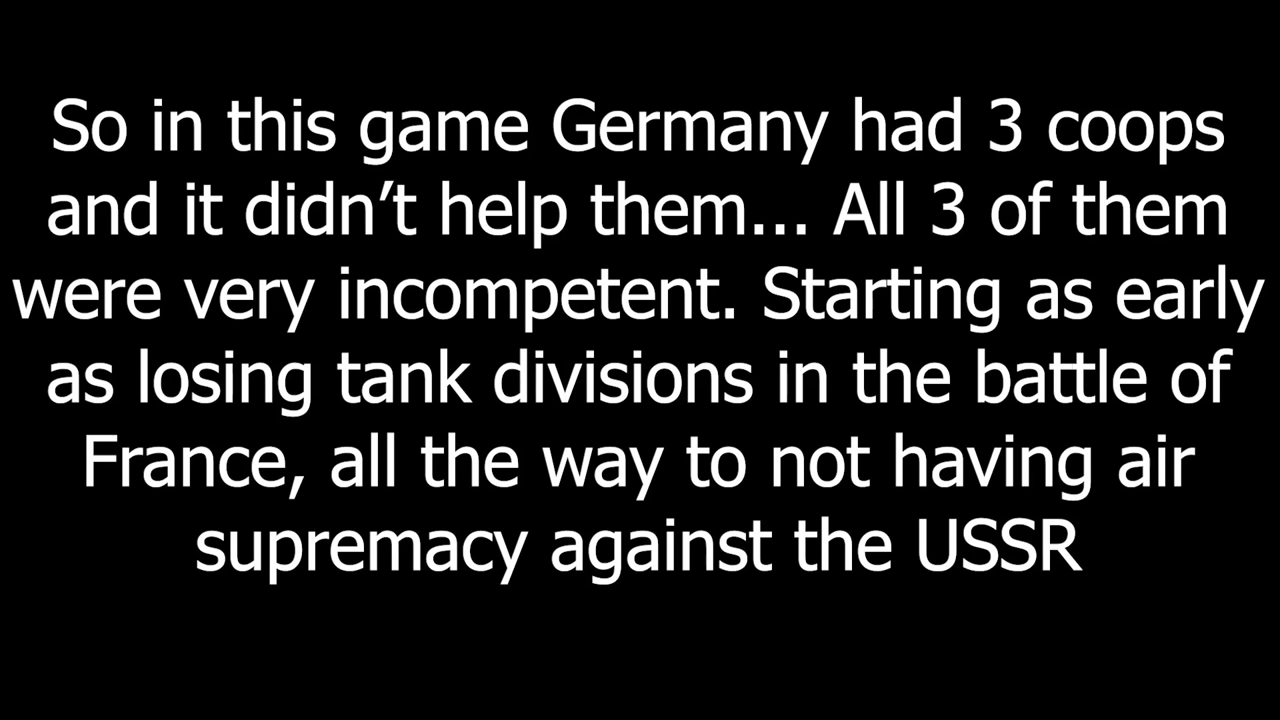 So in this game Germany had 3 coops
and it didn’t help them... All 3 of them
were very incompetent. Starting as early
as losing tank divisions in the battle of
France, all the way to not having air
supremacy against the USSR